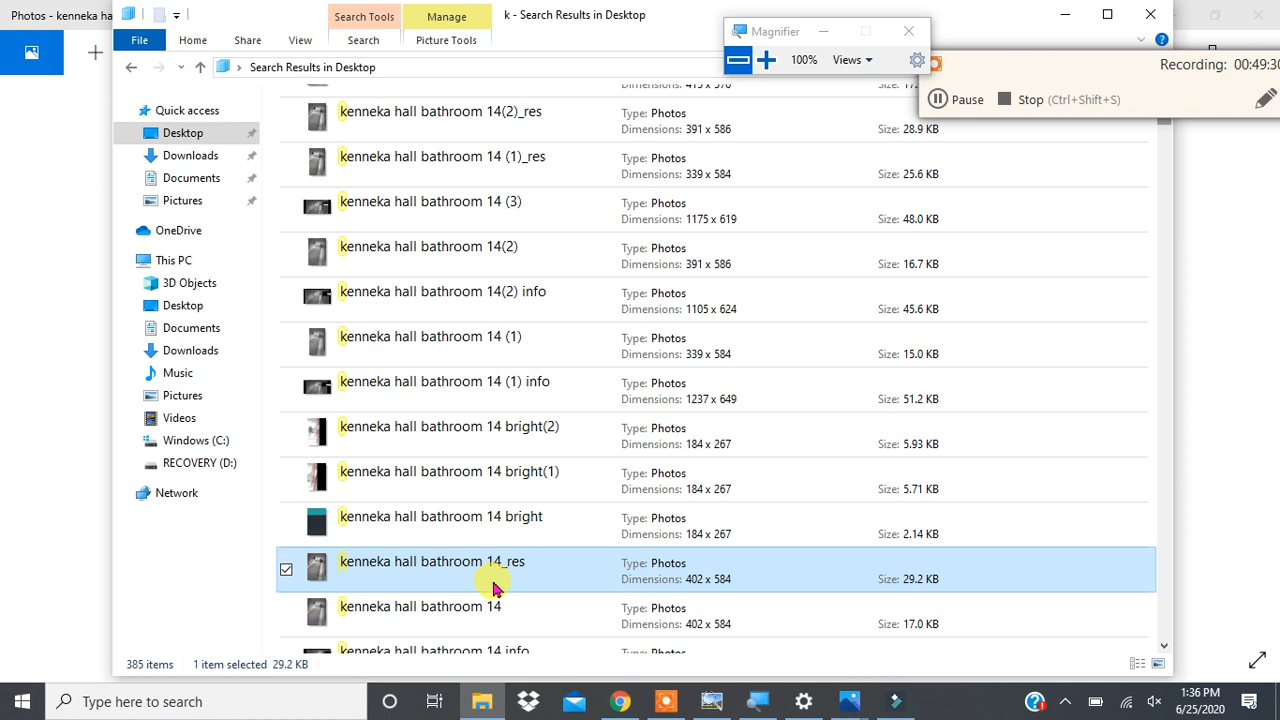 Photos - kenneka ha
Search Tools
Manage
k - Search Results in Desktop
File
Home
Share
View
Search
Picture Tools
Magnifier
100%
Views
Recording: 00:49:30
Pause
Stop (Ctrl+Shift+S)
Search Results in Desktop
Quick access
Desktop
Downloads
Documents
Pictures
OneDrive
This PC
3D Objects
Desktop
Documents
Downloads
Music
Pictures
Videos
Windows (C:)
RECOVERY (D:)
Network
kenneka hall bathroom 14(2)_res
Type: Photos
Dimensions: 391 x 586
Size: 28.9 KB
kenneka hall bathroom 14 (1)_res
Type: Photos
Dimensions: 339 x 584
Size: 25.6 KB
kenneka hall bathroom 14 (3)
Type: Photos
Dimensions: 1175 x 619
Size: 48.0 KB
kenneka hall bathroom 14(2)
Type: Photos
Dimensions: 391 x 586
Size: 16.7 KB
kenneka hall bathroom 14(2) info
Type: Photos
Dimensions: 1105 x 624
Size: 45.6 KB
kenneka hall bathroom 14 (1)
Type: Photos
Dimensions: 339 x 584
Size: 15.0 KB
kenneka hall bathroom 14 (1) info
Type: Photos
Dimensions: 1237 x 649
Size: 51.2 KB
kenneka hall bathroom 14 bright(2)
Type: Photos
Dimensions: 184 x 267
Size: 5.93 KB
kenneka hall bathroom 14 bright(1)
Type: Photos
Dimensions: 184 x 267
Size: 5.71 KB
kenneka hall bathroom 14 bright
Type: Photos
Dimensions: 184 x 267
Size: 2.14 KB
kenneka hall bathroom 14_res
Type: Photos
Dimensions: 402 x 584
Size: 29.2 KB
kenneka hall bathroom 14
Type: Photos
Dimensions: 402 x 584
Size: 17.0 KB
kenneka hall bathroom 14 info
385 items
1 item selected 29.2 KB
Type here to search
1:36 PM
6/25/2020